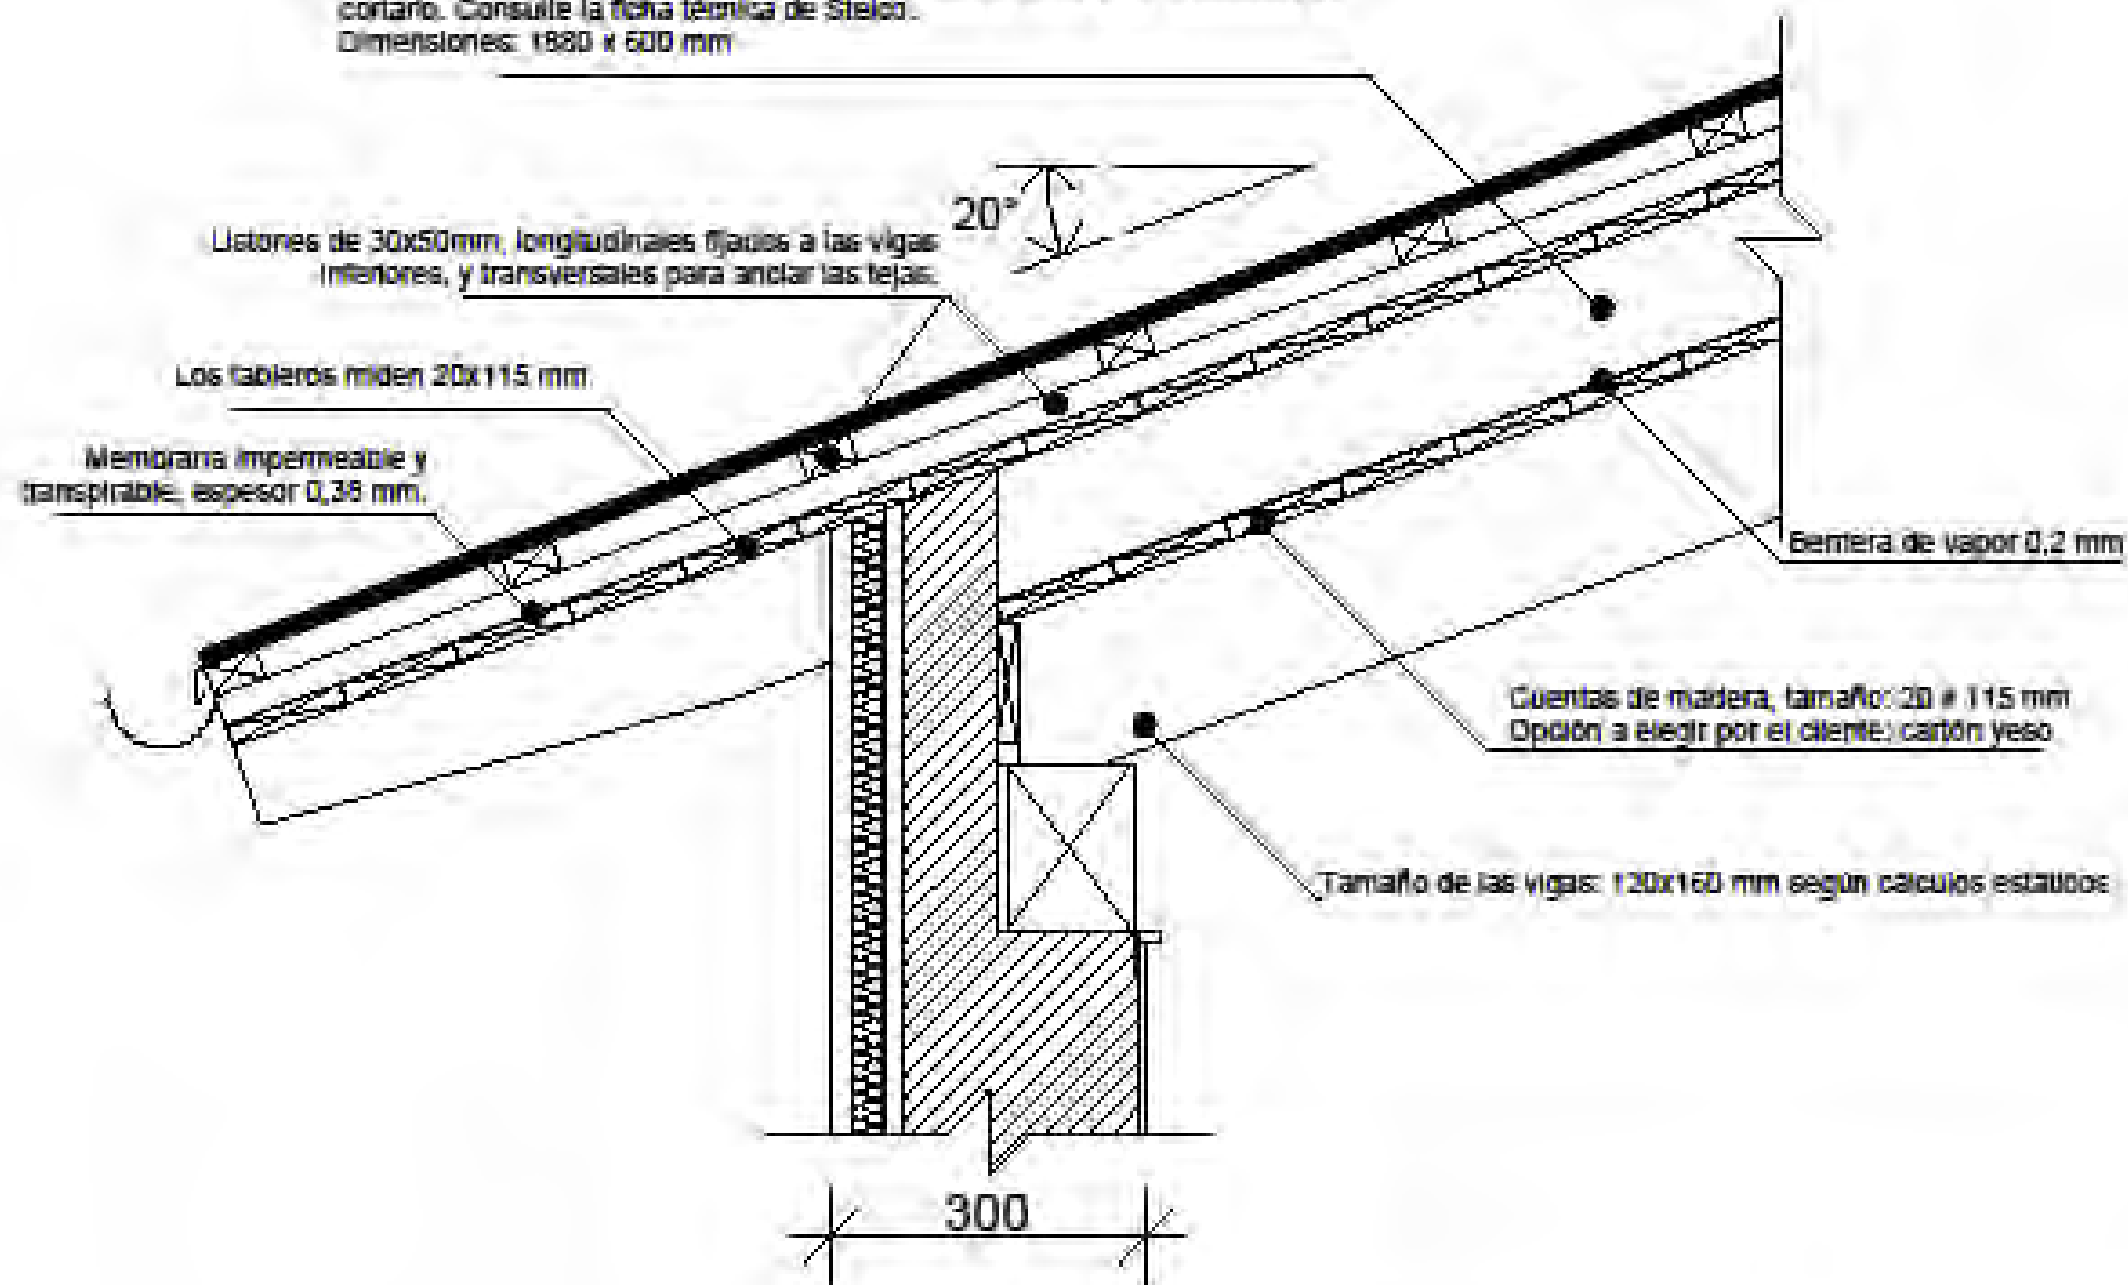 cortarlo. Consulte la ficha técnica de Steico.
Dimensiones: 1880 x 600 mm
20°
Listones de 30x50mm, longitudinales fijados a las vigas
inferiores, y transversales para anclar las tejas.
Los tableros miden 20x115 mm
Membrana impermeable y
transpirable, espesor 0,38 mm.
de vapor 0.2 mm
Cuentas de madera, tamaño: 20 x 115 mm
Opción a elegir por el cliente: cartón yeso
Tamaño de las vigas: 120x160 mm según cálculos estáticos
300